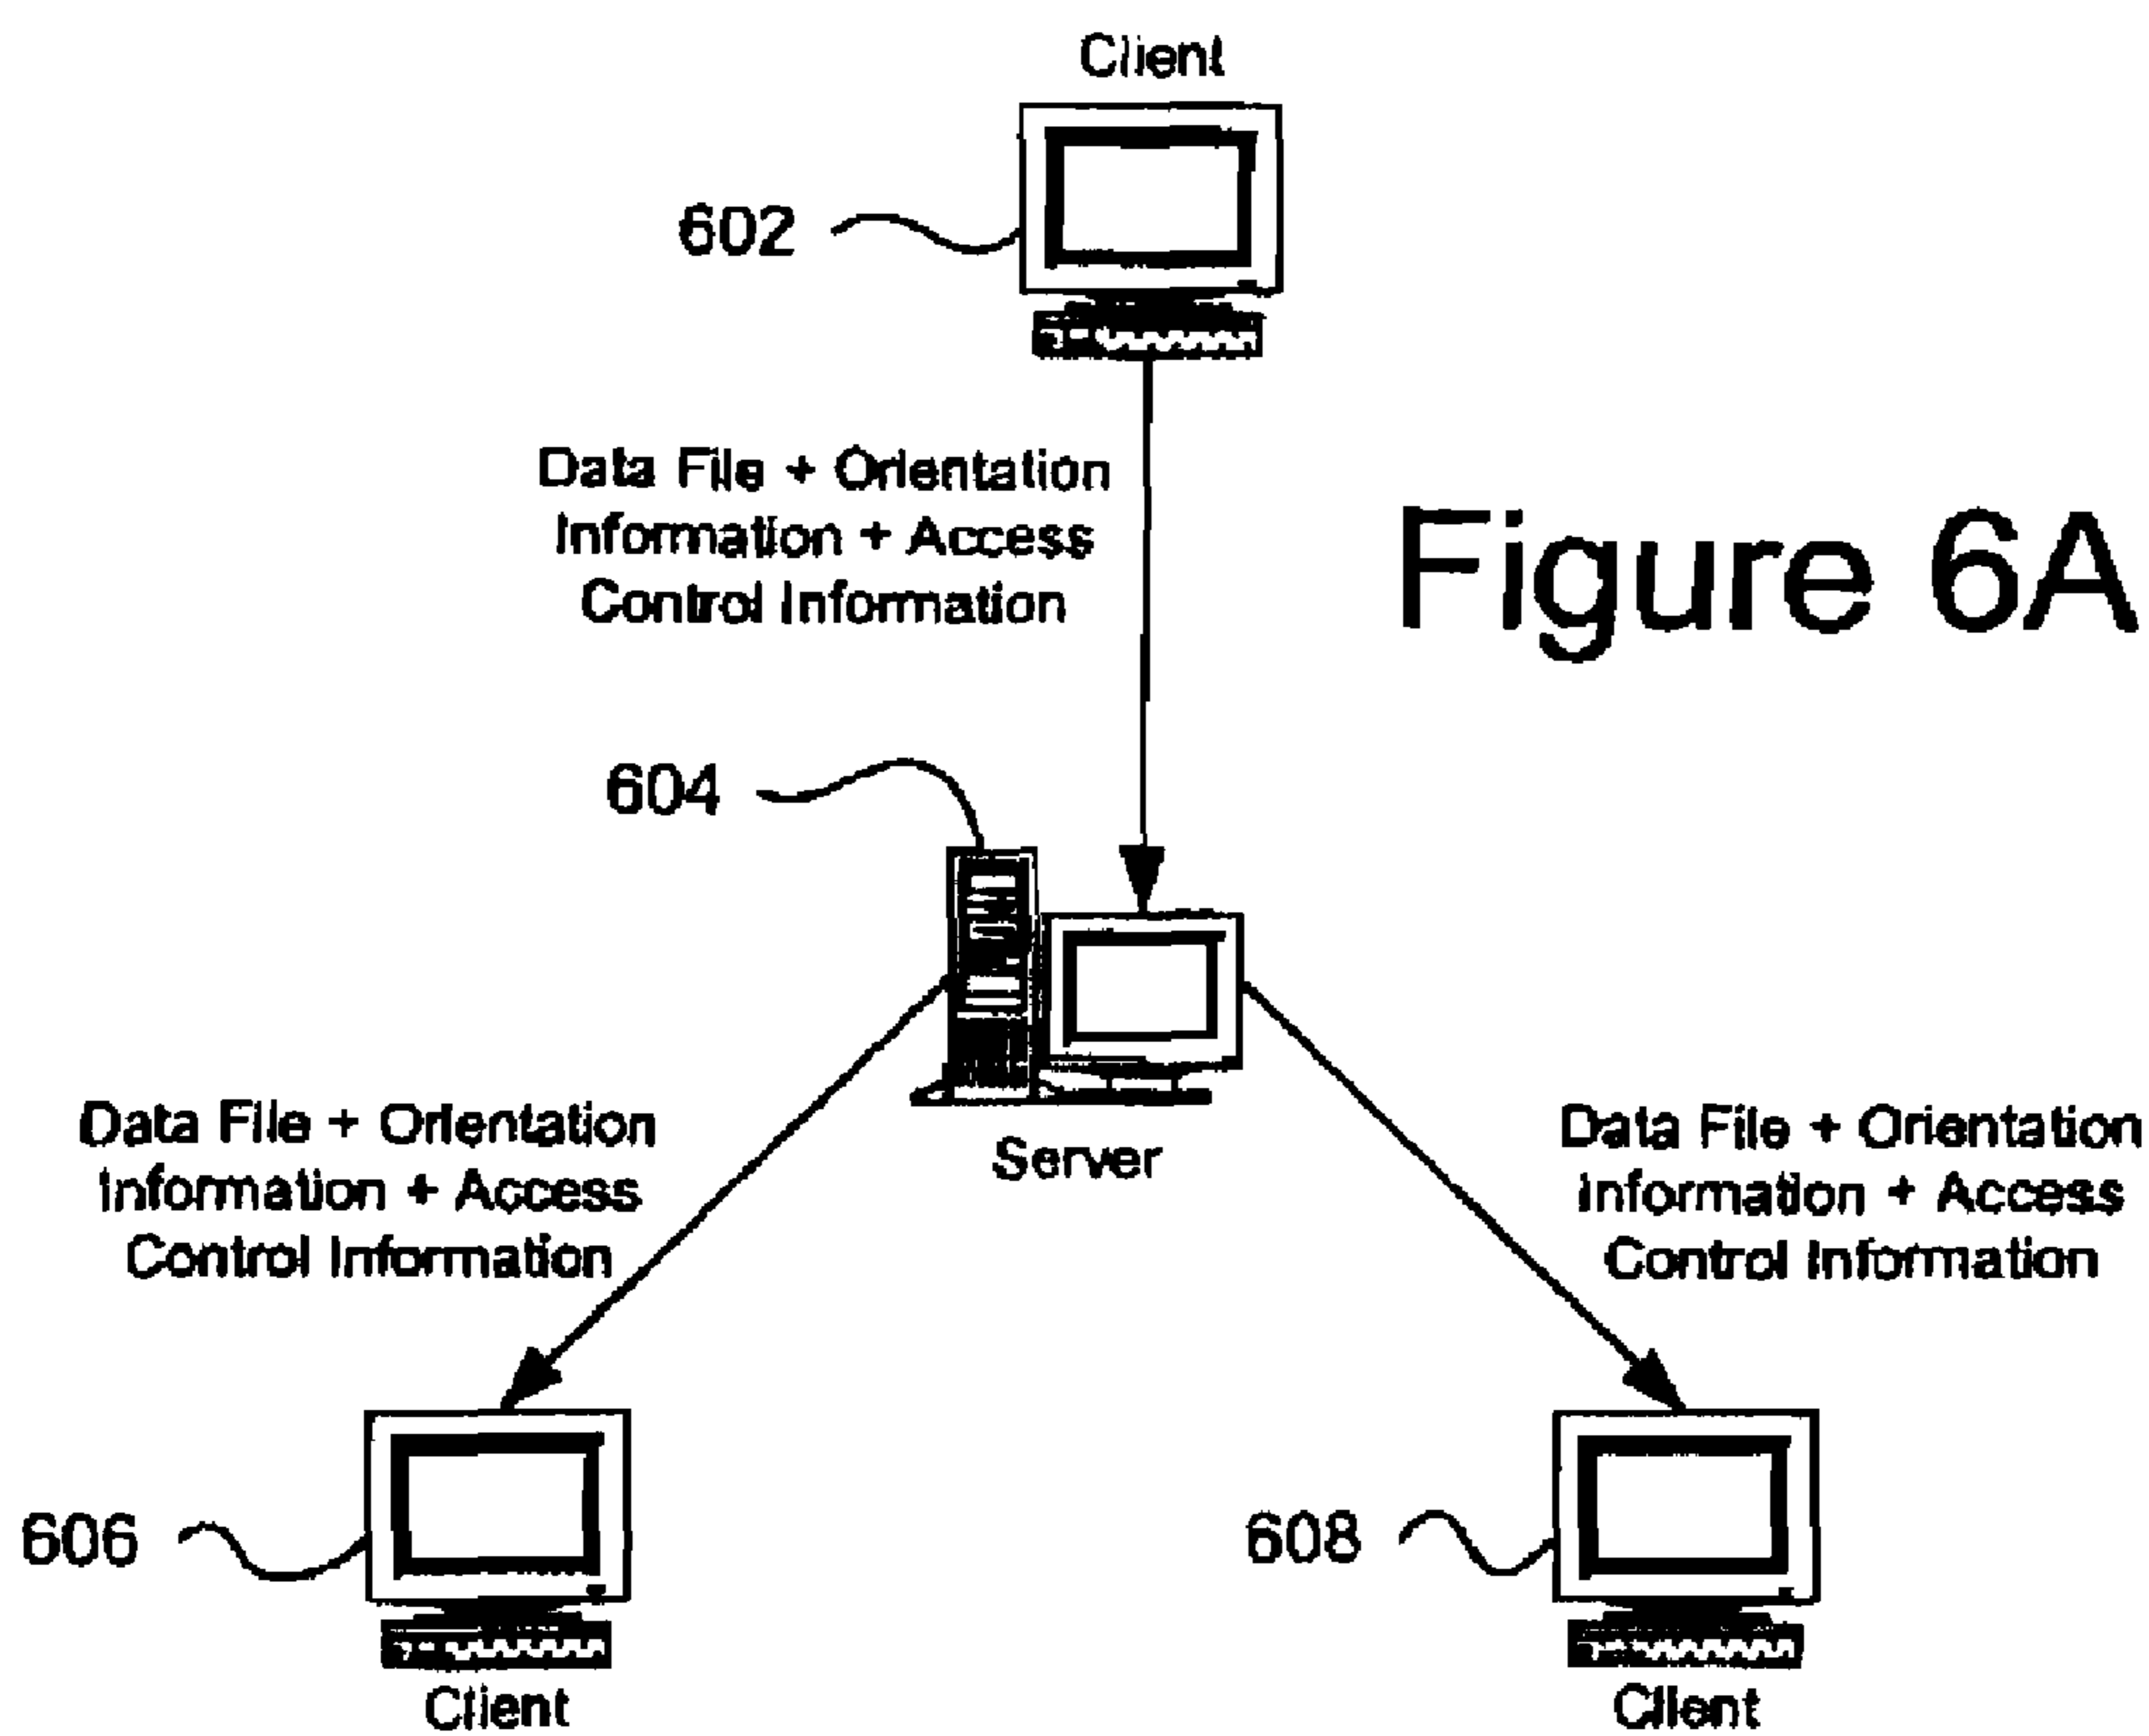 Client
602
Data File + Orientation
Information + Access
Control Information
Figure 6A
604
Server
Data File + Orientation
Information + Access
Control Information
Data File + Orientation
Information + Access
Control Information
606
608
Client
Client